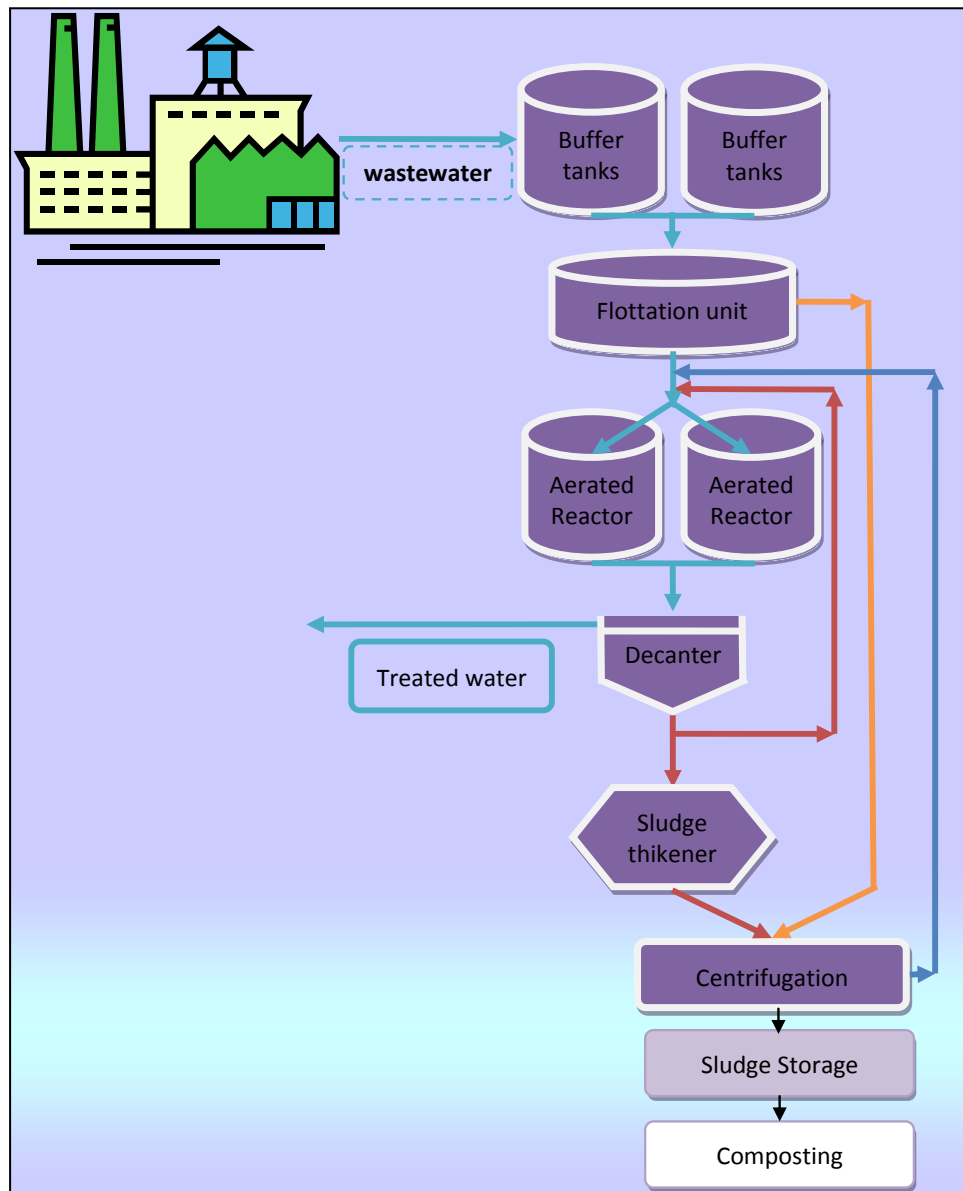 wastewater
Buffer
tanks
Buffer
tanks
Flottation unit
Aerated
Reactor
Aerated
Reactor
Decanter
Treated water
Sludge
thikener
Centrifugation
Sludge Storage
Composting